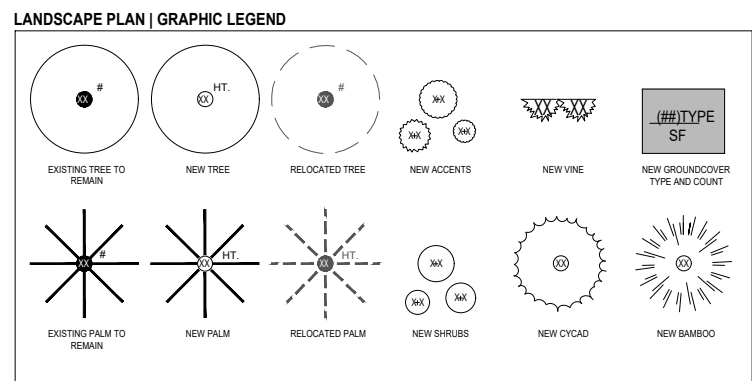 LANDSCAPE PLAN | GRAPHIC LEGEND
XX #
XX HT.
XX #
XX
XX
XX
XX XX
(##)TYPE
SF
EXISTING TREE TO
REMAIN
NEW TREE
RELOCATED TREE
NEW ACCENTS
NEW VINE
NEW GROUNDCOVER
TYPE AND COUNT
XX #
XX HT.
XX HT.
XX
XX
XX
XX
XX
EXISTING PALM TO
REMAIN
NEW PALM
RELOCATED PALM
NEW SHRUBS
NEW CYCAD
NEW BAMBOO